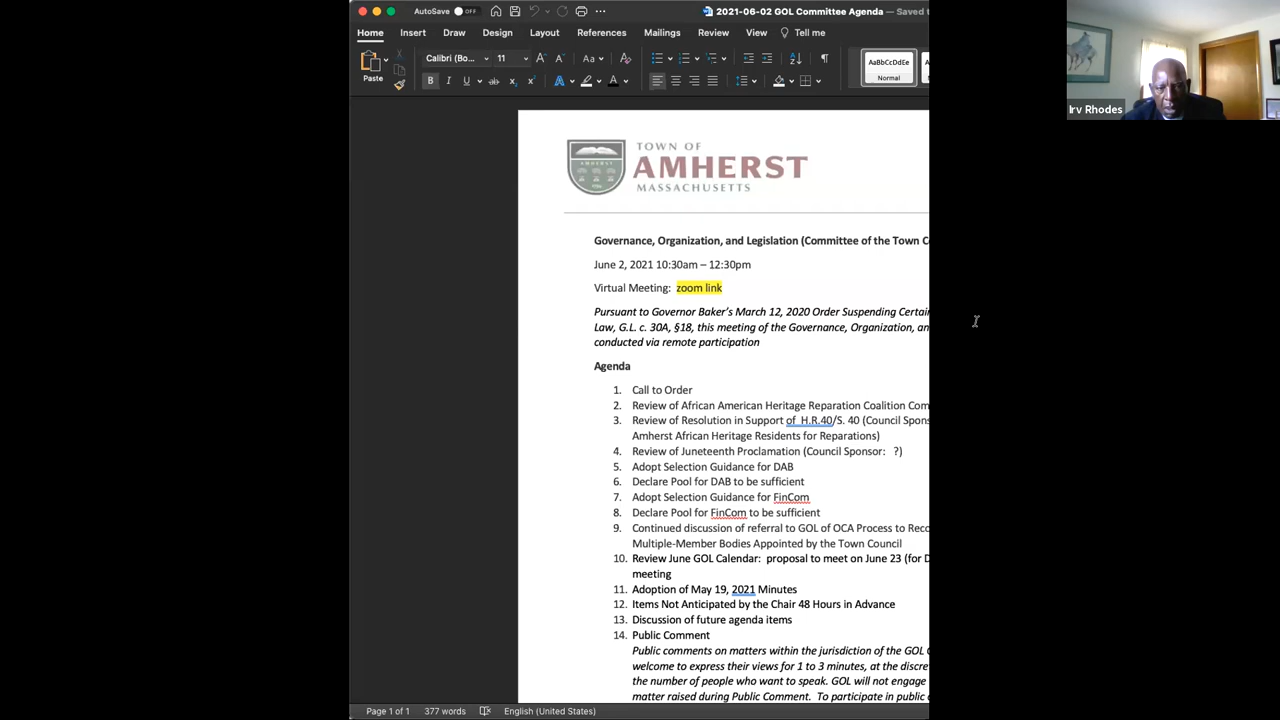 AutoSave OFF
2021-06-02 GOL Committee Agenda — Saved t
Home Insert Draw Design Layout References Mailings Review View Tell me
Paste
Calibri (Bo... 11
AaBbCcDdEe
Normal
Irv Rhodes
TOWN OF
AMHERST
MASSACHUSETTS
Governance, Organization, and Legislation (Committee of the Town C
June 2, 2021 10:30am – 12:30pm
Virtual Meeting: zoom link
Pursuant to Governor Baker's March 12, 2020 Order Suspending Certai
Law, G.L. c. 30A, §18, this meeting of the Governance, Organization, an
conducted via remote participation
Agenda
1. Call to Order
2. Review of African American Heritage Reparation Coalition Com
3. Review of Resolution in Support of H.R.40/S. 40 (Council Spons
Amherst African Heritage Residents for Reparations)
4. Review of Juneteenth Proclamation (Council Sponsor: ?)
5. Adopt Selection Guidance for DAB
6. Declare Pool for DAB to be sufficient
7. Adopt Selection Guidance for FinCom
8. Declare Pool for FinCom to be sufficient
9. Continued discussion of referral to GOL of OCA Process to Reco
Multiple-Member Bodies Appointed by the Town Council
10. Review June GOL Calendar: proposal to meet on June 23 (for D
meeting
11. Adoption of May 19, 2021 Minutes
12. Items Not Anticipated by the Chair 48 Hours in Advance
13. Discussion of future agenda items
14. Public Comment
Public comments on matters within the jurisdiction of the GOL
welcome to express their views for 1 to 3 minutes, at the discre
the number of people who want to speak. GOL will not engage
matter raised during Public Comment. To participate in public
Page 1 of 1 377 words English (United States)